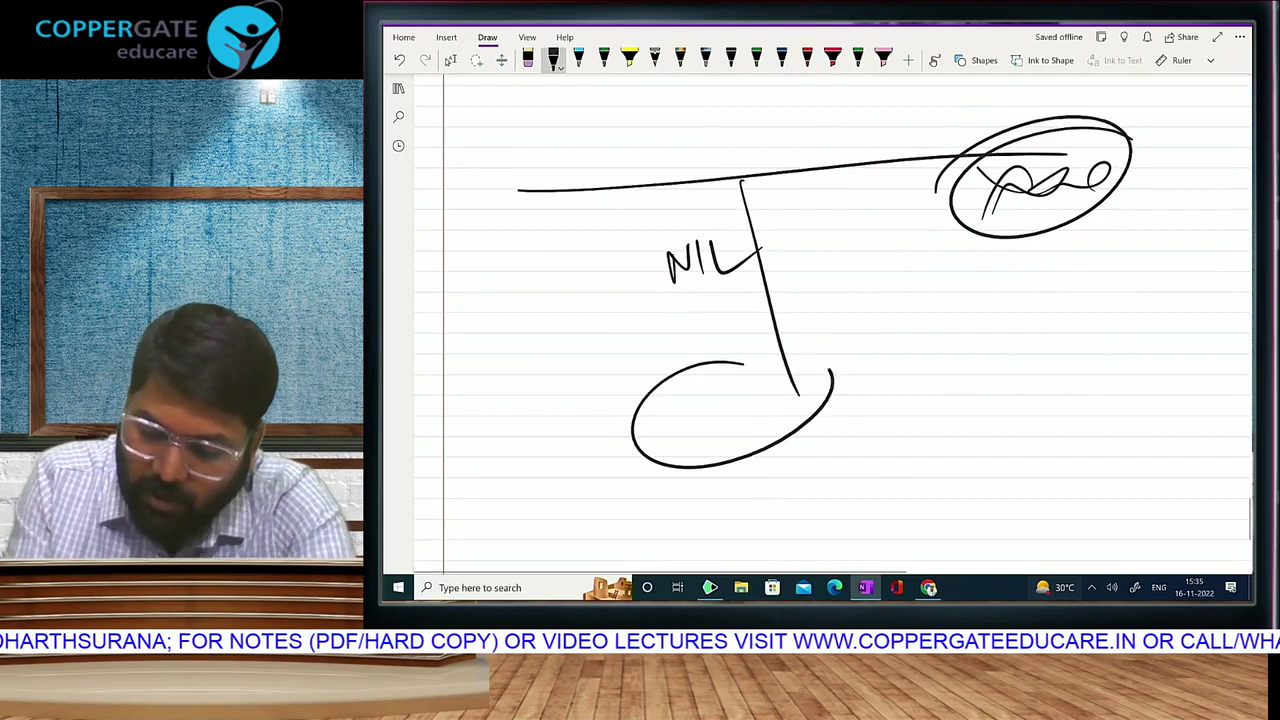 COPPERGATE
educare
Home Insert Draw View Help
Saved offline
Share
Shapes
Ink to Shape
Ink to Text
Ruler
NIL
Type here to search
30°C
ENG
15:35
16-11-2022
DHARTHSURANA; FOR NOTES (PDF/HARD COPY) OR VIDEO LECTURES VISIT WWW.COPPERGATEEDUCARE.IN OR CALL/WHA